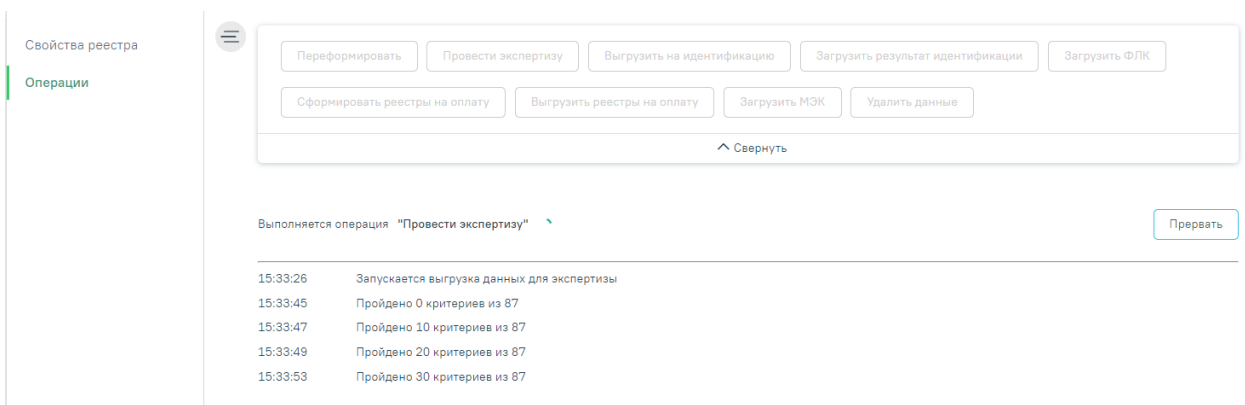 Свойства реестра
Операции
Переформировать Провести экспертизу Выгрузить на идентификацию Загрузить результат идентификации Загрузить ФЛК
Сформировать реестры на оплату Выгрузить реестры на оплату Загрузить МЭК Удалить данные
Свернуть
Выполняется операция "Провести экспертизу" Прервать
15:33:26 Запускается выгрузка данных для экспертизы
15:33:45 Пройдено 0 критериев из 87
15:33:47 Пройдено 10 критериев из 87
15:33:49 Пройдено 20 критериев из 87
15:33:53 Пройдено 30 критериев из 87